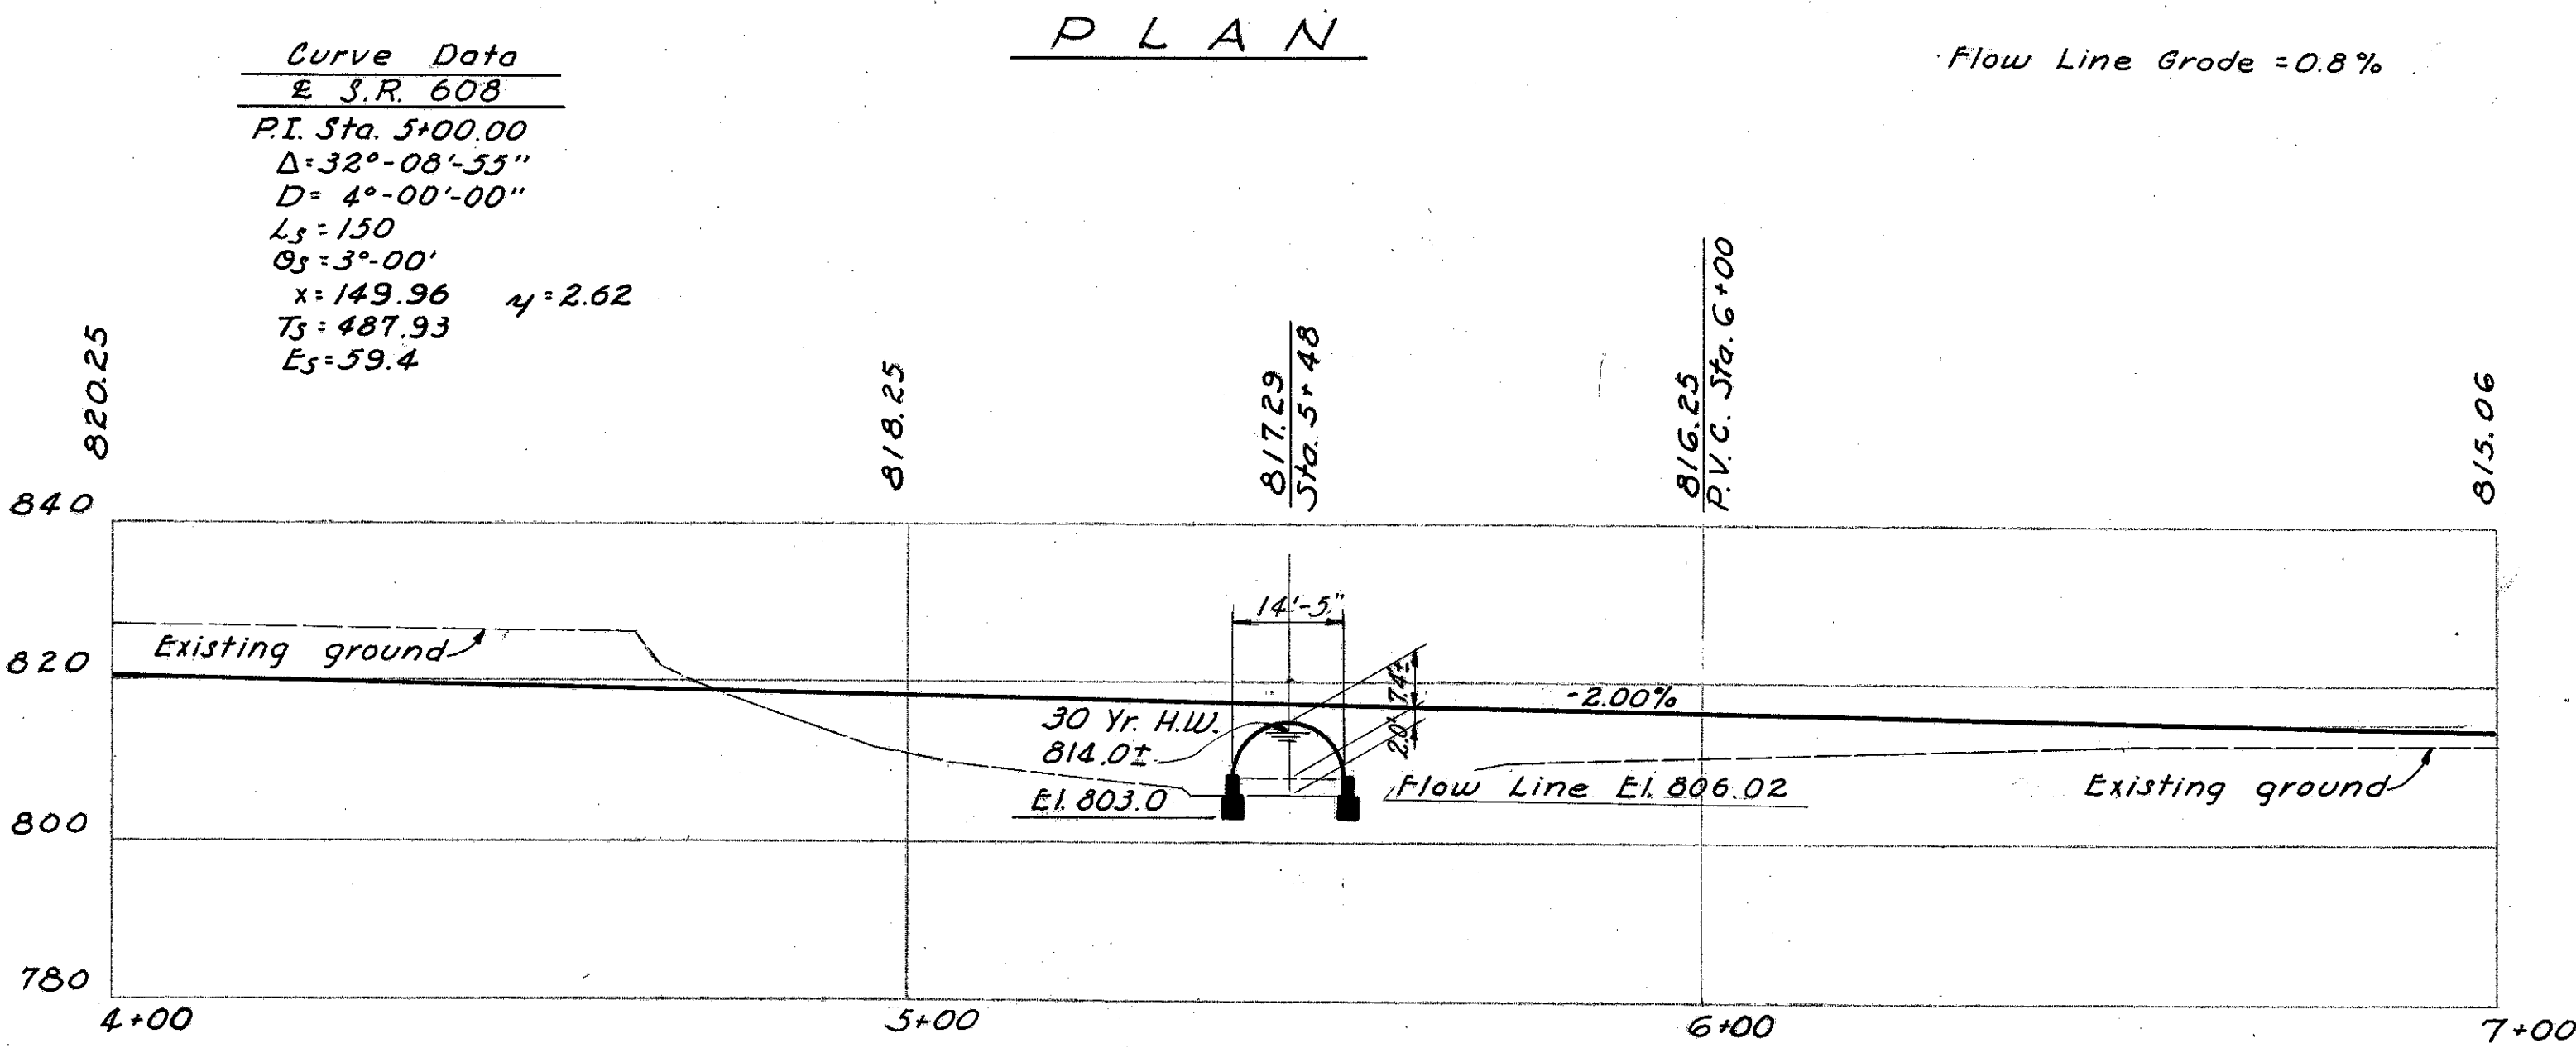 PLAN
Curve Data
℄ S.R. 608
P.I. Sta. 5+00.00
Δ=32°-08'-55"
D= 4°-00'-00"
Ls=150
Θs=3°-00'
x=149.96 y=2.62
Ts=487.93
Es=59.4
Flow Line Grade =0.8%
820.25
818.25
817.29
Sta. 5+48
816.25
P.V.C. Sta. 6+00
815.06
840
820
800
780
Existing ground
14'-5"
30 Yr. H.W.
814.0±
El. 803.0
2.0'
-2.00%
Flow Line El. 806.02
Existing ground
4+00
5+00
6+00
7+00